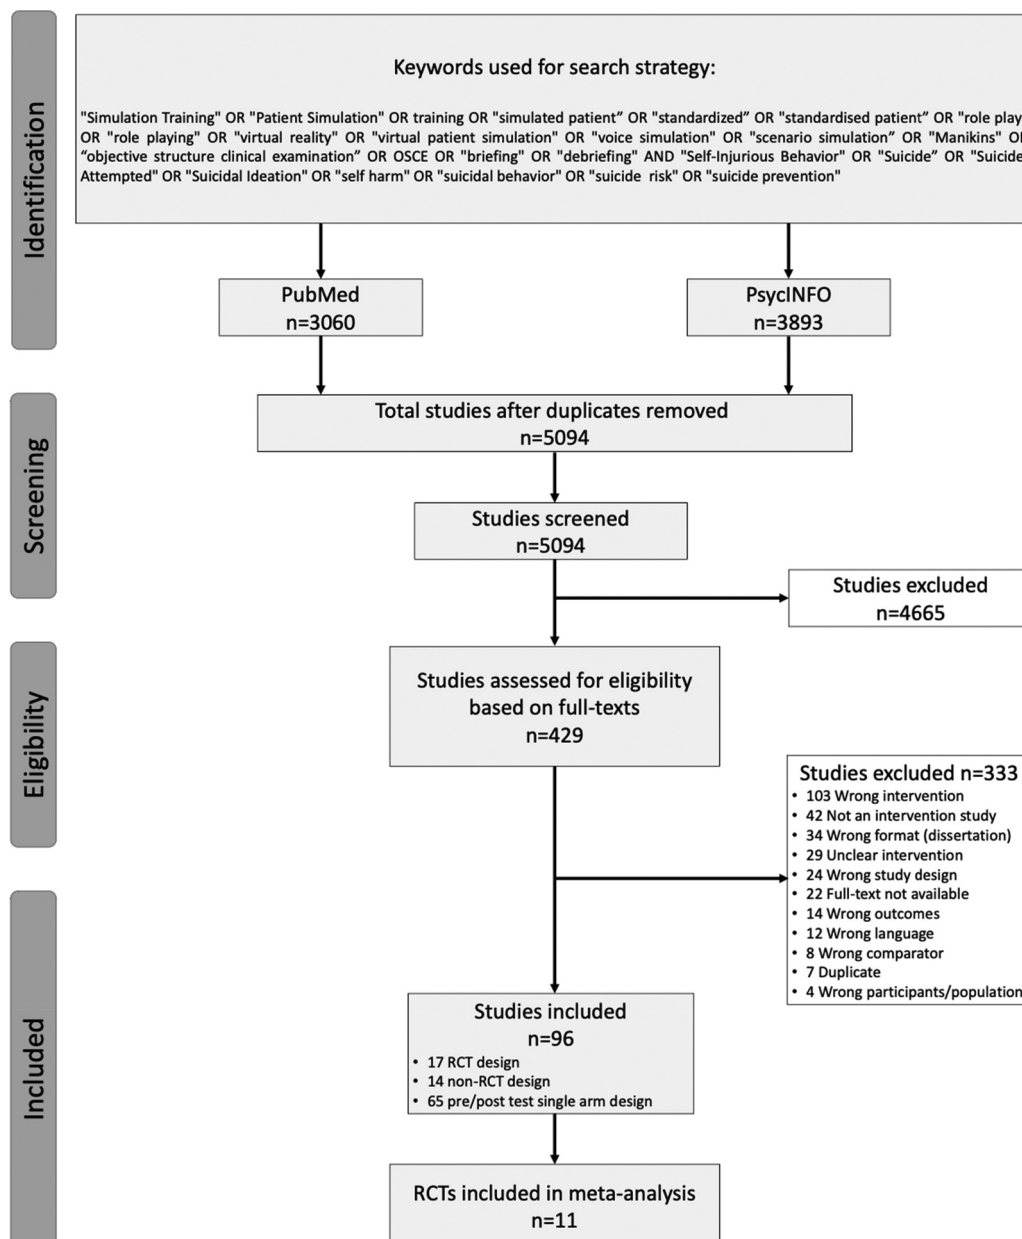 Identification
Keywords used for search strategy:
"Simulation Training" OR "Patient Simulation" OR training OR "simulated patient” OR "standardized” OR "standardised patient” OR "role play
OR "role playing" OR "virtual reality" OR "virtual patient simulation" OR "voice simulation" OR "scenario simulation” OR "Manikins"
“objective structure clinical examination” OR OSCE OR "briefing" OR "debriefing" AND "Self-Injurious Behavior" OR "Suicide” OR "Suicide
Attempted" OR "Suicidal Ideation" OR "self harm" OR "suicidal behavior" OR "suicide risk" OR "suicide prevention"
PubMed
n=3060
PsycINFO
n=3893
Screening
Total studies after duplicates removed
n=5094
Studies screened
n=5094
Studies excluded
n=4665
Eligibility
Studies assessed for eligibility
based on full-texts
n=429
Studies excluded n=333
• 103 Wrong intervention
• 42 Not an intervention study
• 34 Wrong format (dissertation)
• 29 Unclear intervention
• 24 Wrong study design
• 22 Full-text not available
• 14 Wrong outcomes
• 12 Wrong language
• 8 Wrong comparator
• 7 Duplicate
• 4 Wrong participants/population
Included
Studies included
n=96
• 17 RCT design
• 14 non-RCT design
• 65 pre/post test single arm design
RCTs included in meta-analysis
n=11